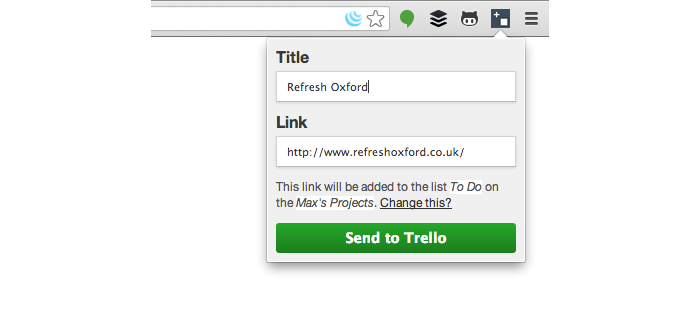 Title
Refresh Oxford
Link
http://www.refreshoxford.co.uk/
This link will be added to the list To Do on
the Max's Projects. Change this?
Send to Trello